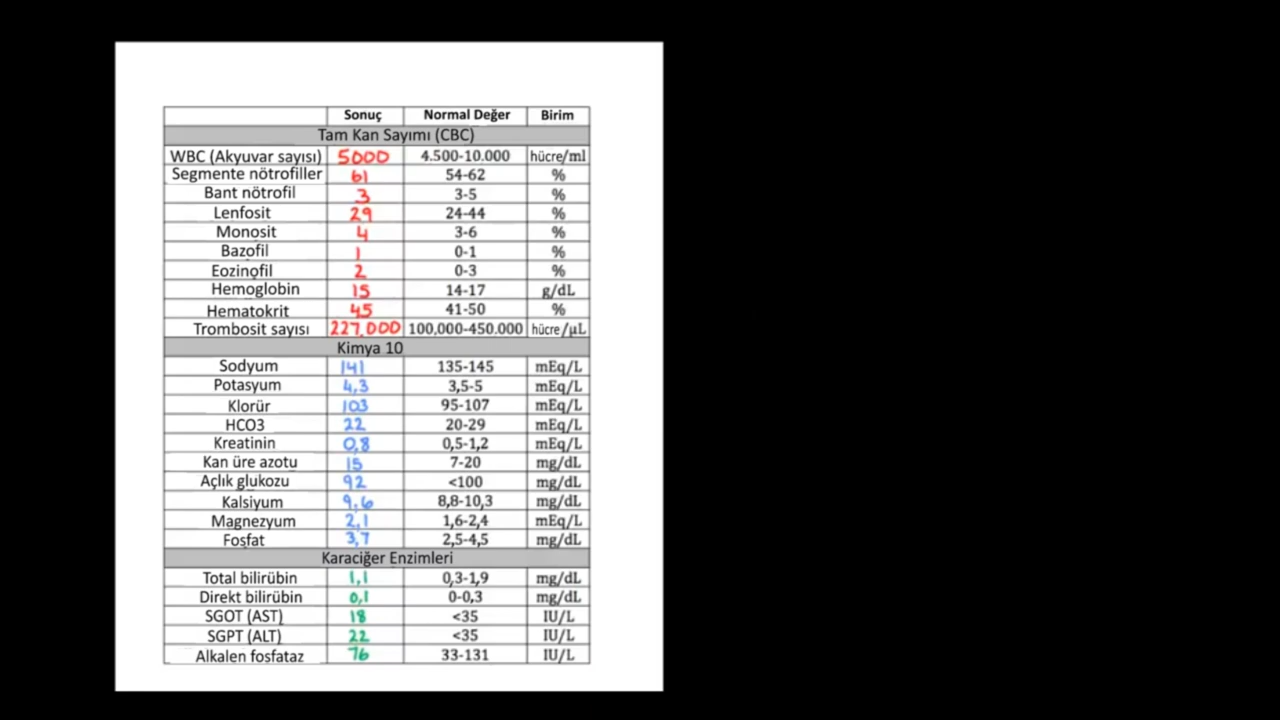 Sonuç Normal Değer Birim
Tam Kan Sayımı (CBC)
WBC (Akyuvar sayısı) 5000 4.500-10.000 hücre/ml
Segmente nötrofiller 61 54-62 %
Bant nötrofil 3 3-5 %
Lenfosit 29 24-44 %
Monosit 4 3-6 %
Bazofil 1 0-1 %
Eozinofil 2 0-3 %
Hemoglobin 15 14-17 g/dL
Hematokrit 45 41-50 %
Trombosit sayısı 227,000 100,000-450.000 hücre/µL
Kimya 10
Sodyum 141 135-145 mEq/L
Potasyum 4,3 3,5-5 mEq/L
Klorür 103 95-107 mEq/L
HCO3 22 20-29 mEq/L
Kreatinin 0,8 0,5-1,2 mEq/L
Kan üre azotu 15 7-20 mg/dL
Açlık glukozu 92 <100 mg/dL
Kalsiyum 9,6 8,8-10,3 mg/dL
Magnezyum 2,1 1,6-2,4 mEq/L
Fosfat 3,7 2,5-4,5 mg/dL
Karaciğer Enzimleri
Total bilirübin 1,1 0,3-1,9 mg/dL
Direkt bilirübin 0,1 0-0,3 mg/dL
SGOT (AST) 18 <35 IU/L
SGPT (ALT) 22 <35 IU/L
Alkalen fosfataz 76 33-131 IU/L